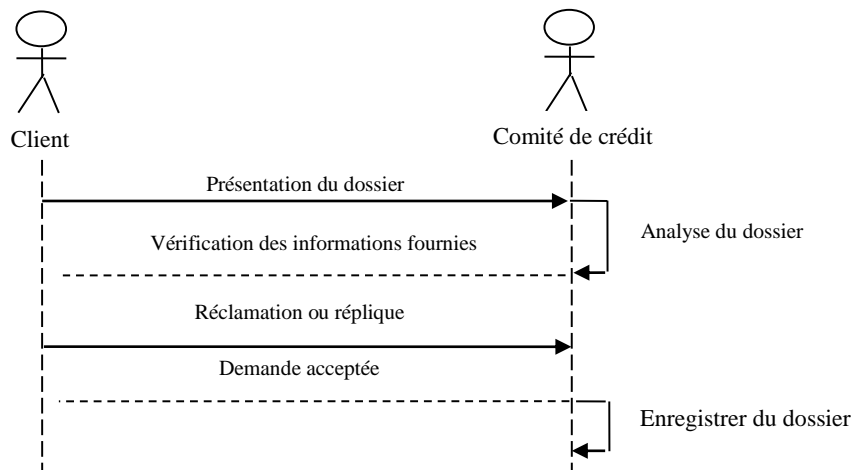 Client
Comité de crédit
Présentation du dossier
Analyse du dossier
Vérification des informations fournies
Réclamation ou réplique
Demande acceptée
Enregistrer du dossier